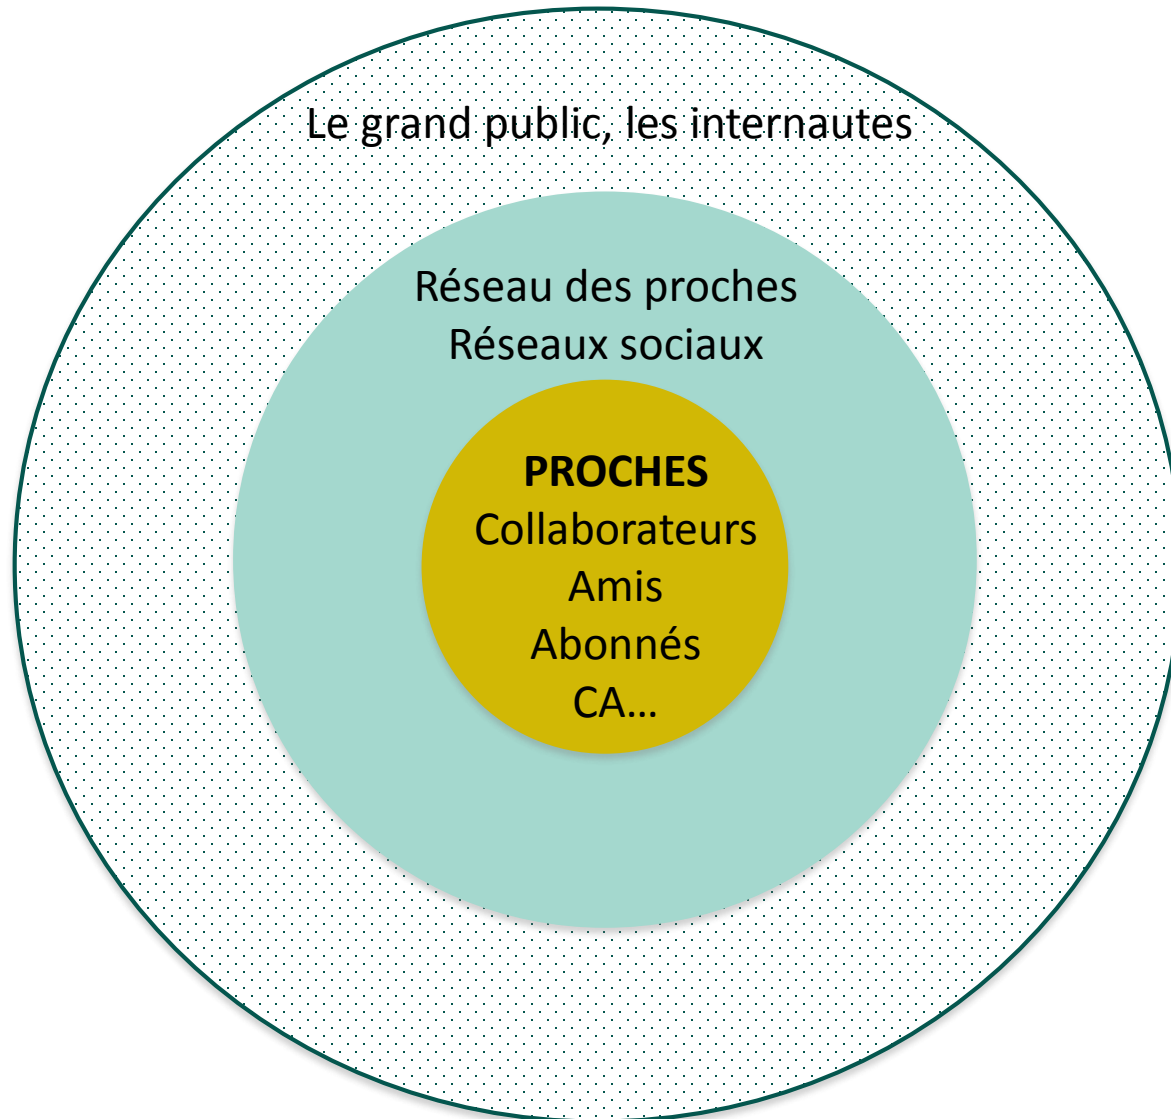 Le grand public, les internautes
Réseau des proches
Réseaux sociaux
PROCHES
Collaborateurs
Amis
Abonnés
CA…